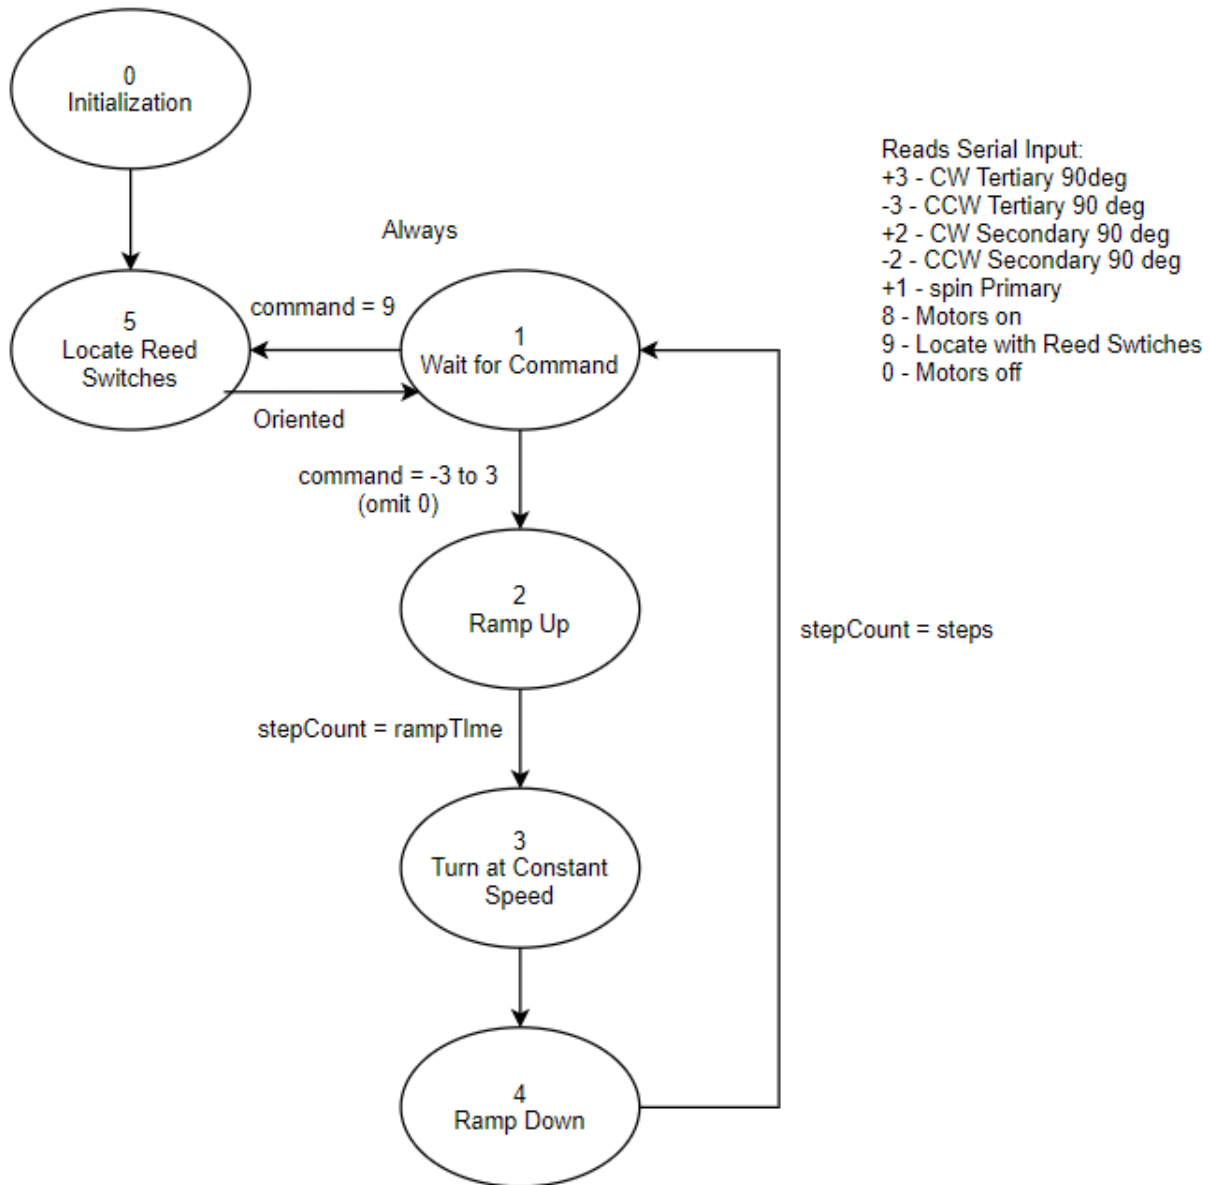 0
Initialization
Reads Serial Input:
+3 - CW Tertiary 90deg
-3 - CCW Tertiary 90 deg
+2 - CW Secondary 90 deg
-2 - CCW Secondary 90 deg
+1 - spin Primary
8 - Motors on
9 - Locate with Reed Swtiches
0 - Motors off
Always
command = 9
5
Locate Reed
Switches
1
Wait for Command
Oriented
command = -3 to 3
(omit 0)
2
Ramp Up
stepCount = steps
stepCount = rampTIme
3
Turn at Constant
Speed
4
Ramp Down